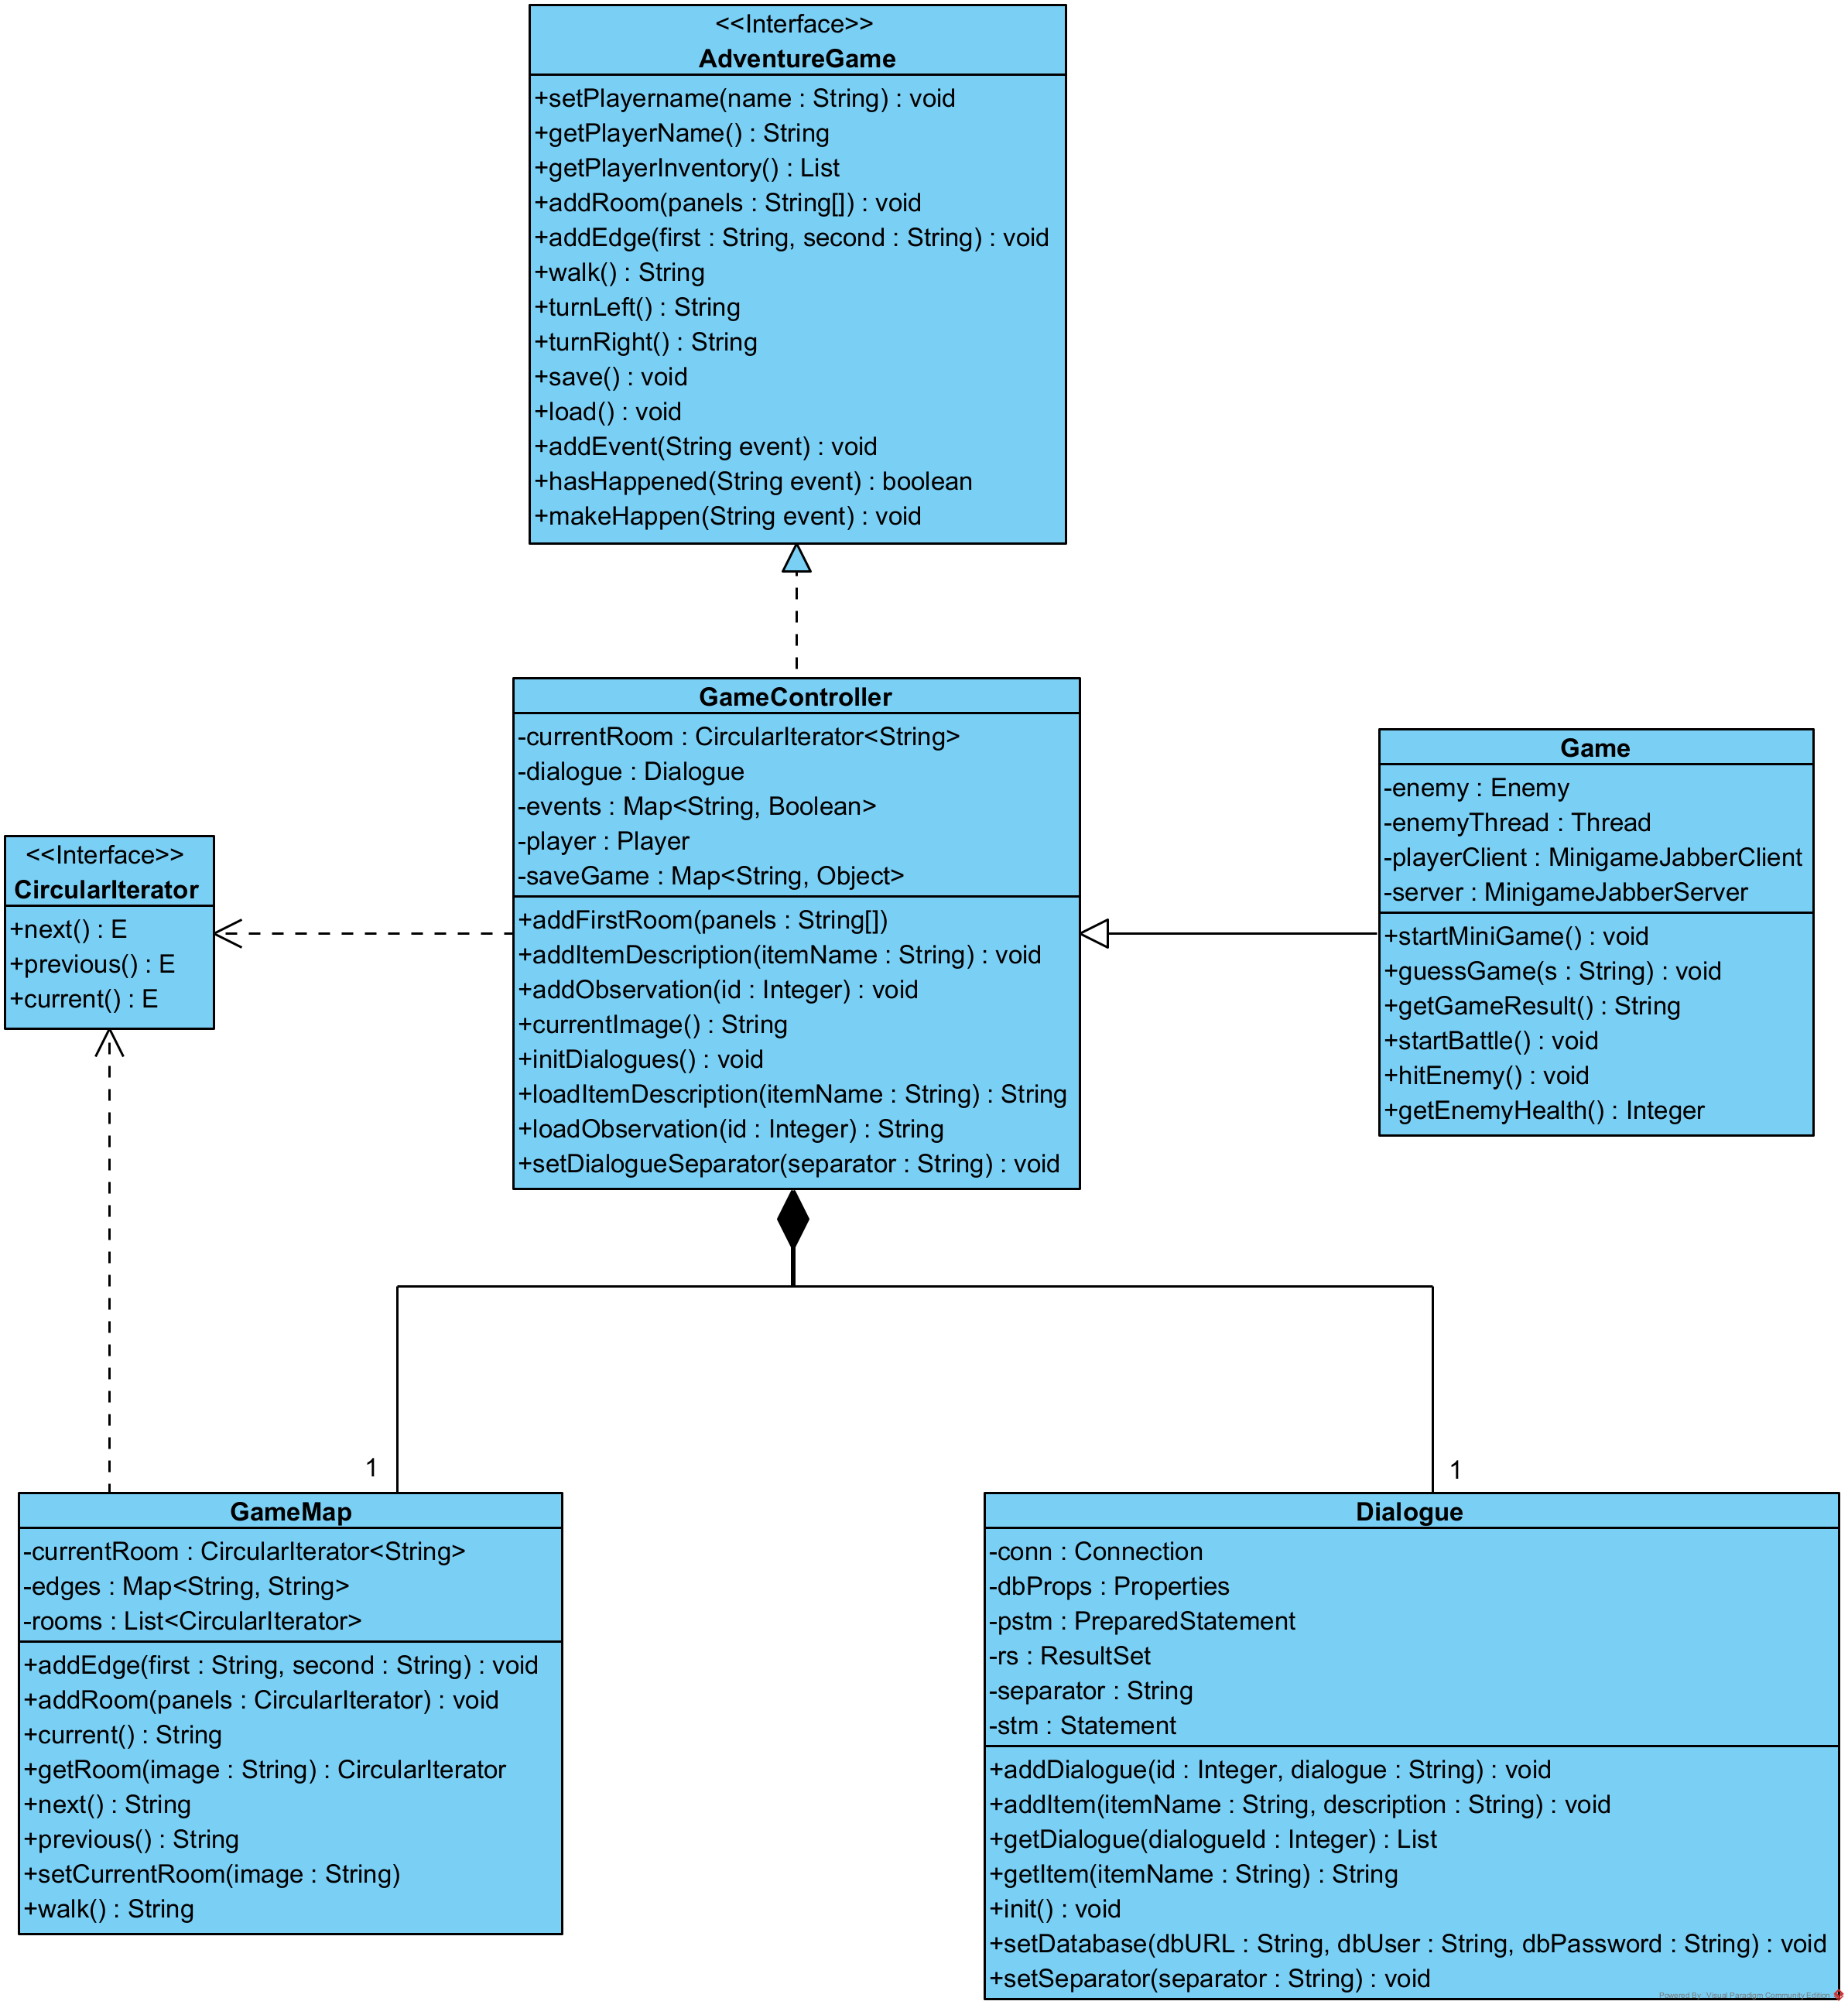 <<Interface>>
AdventureGame
+setPlayername(name : String) : void
+getPlayerName() : String
+getPlayerInventory() : List
+addRoom(panels : String[]) : void
+addEdge(first : String, second : String) : void
+walk() : String
+turnLeft() : String
+turnRight() : String
+save() : void
+load() : void
+addEvent(String event) : void
+hasHappened(String event) : boolean
+makeHappen(String event) : void
GameController
-currentRoom : CircularIterator<String>
-dialogue : Dialogue
-events : Map<String, Boolean>
-player : Player
-saveGame : Map<String, Object>
+addFirstRoom(panels : String[])
+addItemDescription(itemName : String) : void
+addObservation(id : Integer) : void
+currentImage() : String
+initDialogues() : void
+loadItemDescription(itemName : String) : String
+loadObservation(id : Integer) : String
+setDialogueSeparator(separator : String) : void
Game
-enemy : Enemy
-enemyThread : Thread
-playerClient : MinigameJabberClient
-server : MinigameJabberServer
+startMiniGame() : void
+guessGame(s : String) : void
+getGameResult() : String
+startBattle() : void
+hitEnemy() : void
+getEnemyHealth() : Integer
<<Interface>>
CircularIterator
+next() : E
+previous() : E
+current() : E
1
1
GameMap
-currentRoom : CircularIterator<String>
-edges : Map<String, String>
-rooms : List<CircularIterator>
+addEdge(first : String, second : String) : void
+addRoom(panels : CircularIterator) : void
+current() : String
+getRoom(image : String) : CircularIterator
+next() : String
+previous() : String
+setCurrentRoom(image : String)
+walk() : String
Dialogue
-conn : Connection
-dbProps : Properties
-pstm : PreparedStatement
-rs : ResultSet
-separator : String
-stm : Statement
+addDialogue(id : Integer, dialogue : String) : void
+addItem(itemName : String, description : String) : void
+getDialogue(dialogueId : Integer) : List
+getItem(itemName : String) : String
+init() : void
+setDatabase(dbURL : String, dbUser : String, dbPassword : String) : void
+setSeparator(separator : String) : void
Powered By Visual Paradigm Community Edition